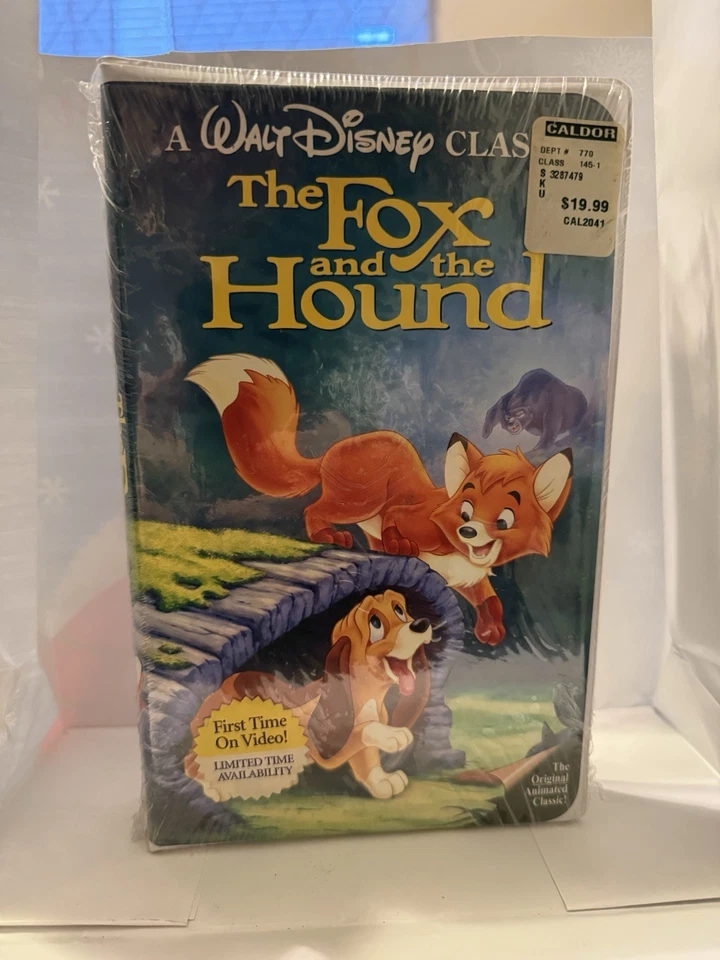 A WALT DISNEY CLAS
The Fox
and the
Hound
CALDOR
DEPT # 770
CLASS 145-1
SKU 3287479
$19.99
CAL2041
First Time
On Video!
LIMITED TIME
AVAILABILITY
The
Original
Animated
Classic!